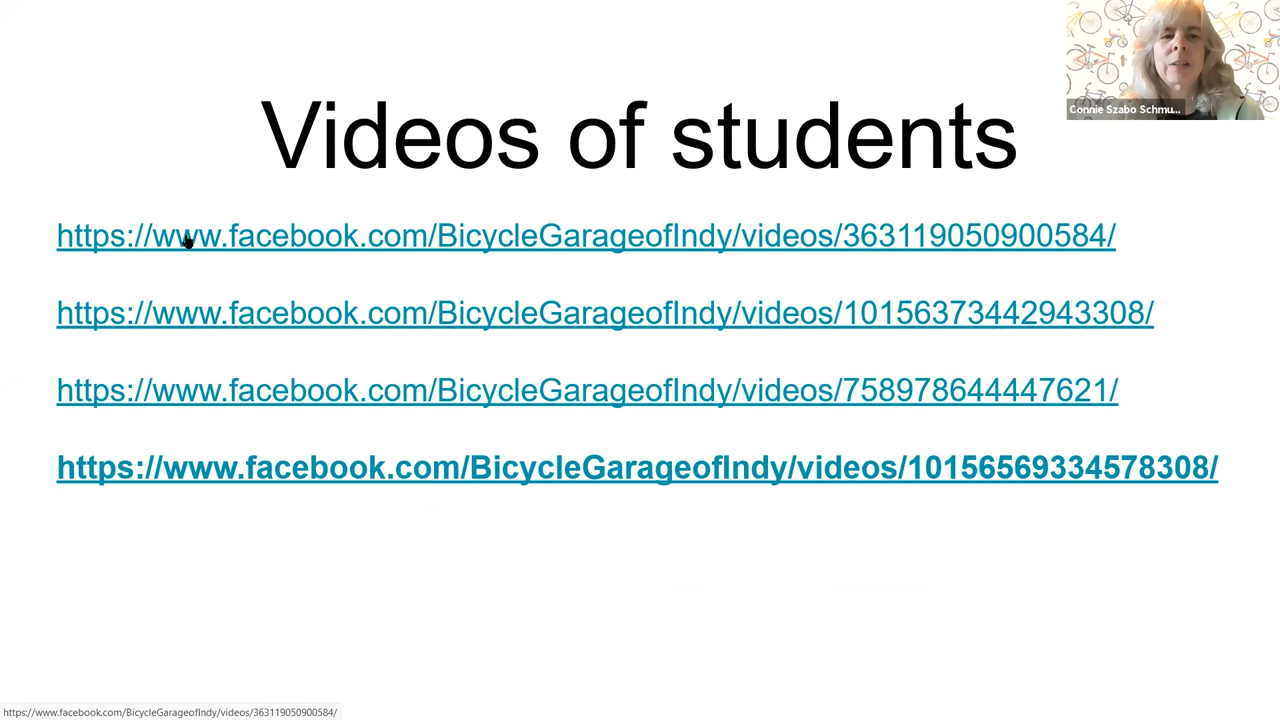 Connie Szabo Schmu...
Videos of students
https://www.facebook.com/BicycleGarageofIndy/videos/363119050900584/
https://www.facebook.com/BicycleGarageofIndy/videos/10156373442943308/
https://www.facebook.com/BicycleGarageofIndy/videos/758978644447621/
https://www.facebook.com/BicycleGarageofIndy/videos/10156569334578308/
https://www.facebook.com/BicycleGarageofIndy/videos/363119050900584/